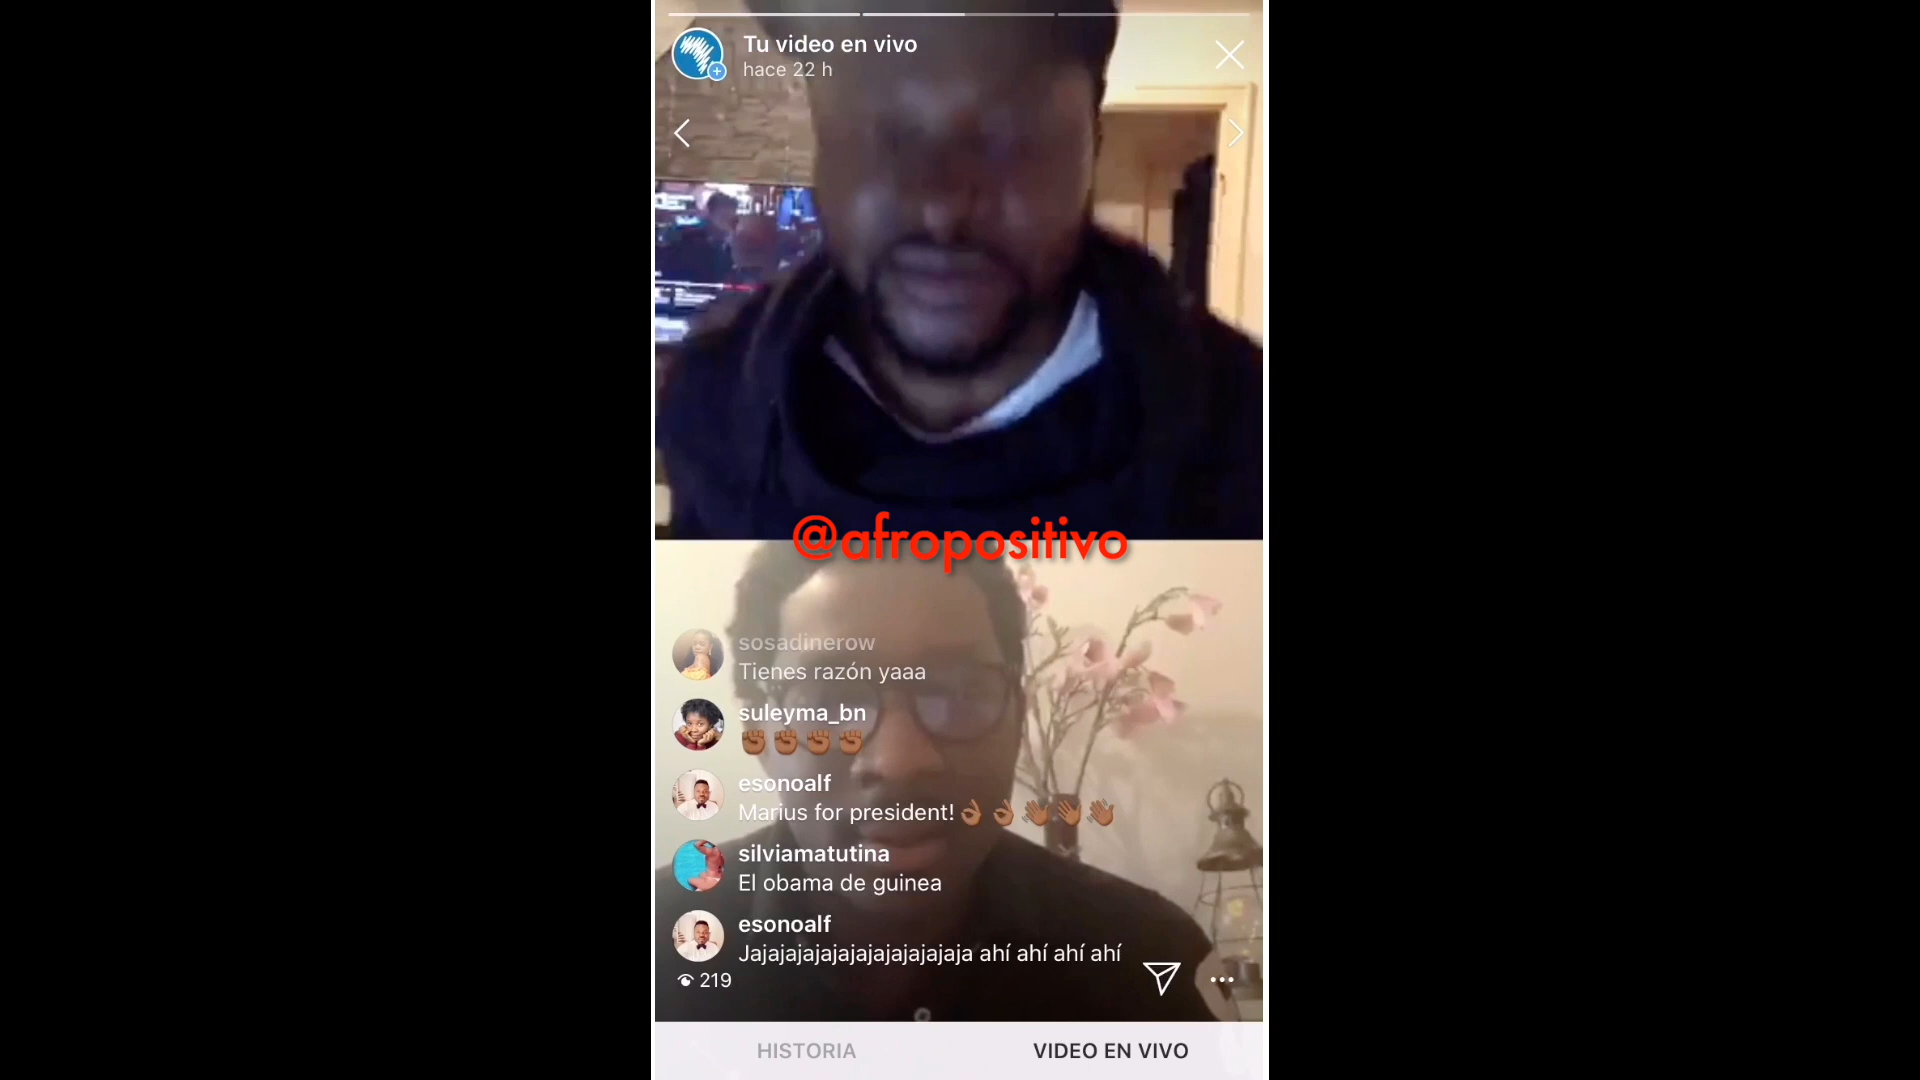 Tu video en vivo
hace 22 h
@afropositivo
sosadinerow
Tienes razón yaaa
suleyma_bn
✊🏾✊🏾✊🏾✊🏾
esonoalf
Marius for president!👌🏾👌🏾👋🏾👋🏾👋🏾
silviamatutina
El obama de guinea
esonoalf
Jajajajajajajajajajajajaja ahí ahí ahí ahí
219
HISTORIA
VIDEO EN VIVO